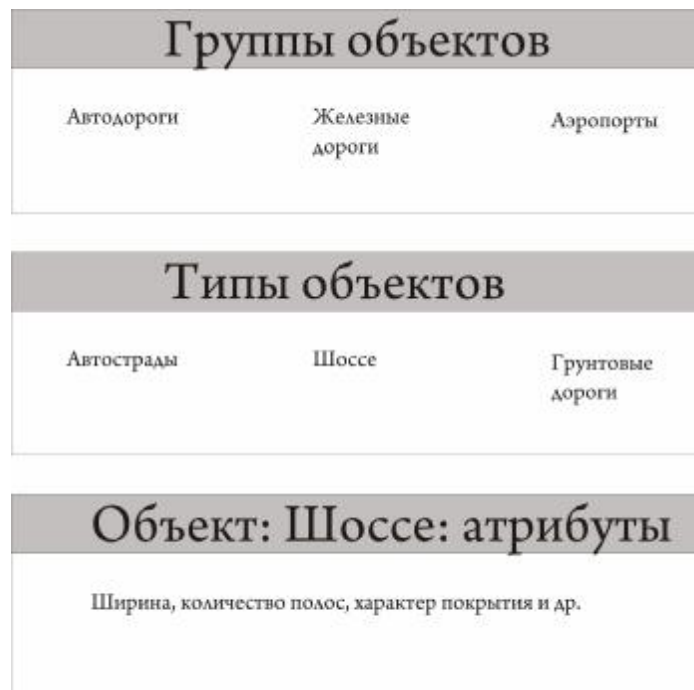 Группы объектов
Автодороги Железные Аэропорты
дороги
Типы объектов
Автострады Шоссе Грунтовые
дороги
Объект: Шоссе: атрибуты
Ширина, количество полос, характер покрытия и др.